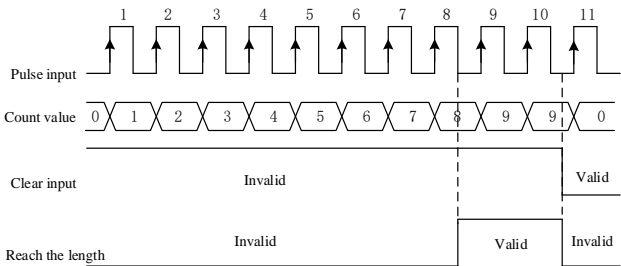 1 2 3 4 5 6 7 8 9 10 11
Pulse input
Count value 0 1 2 3 4 5 6 7 8 9 9 0
Clear input Invalid Valid
Reach the length Invalid Valid Invalid